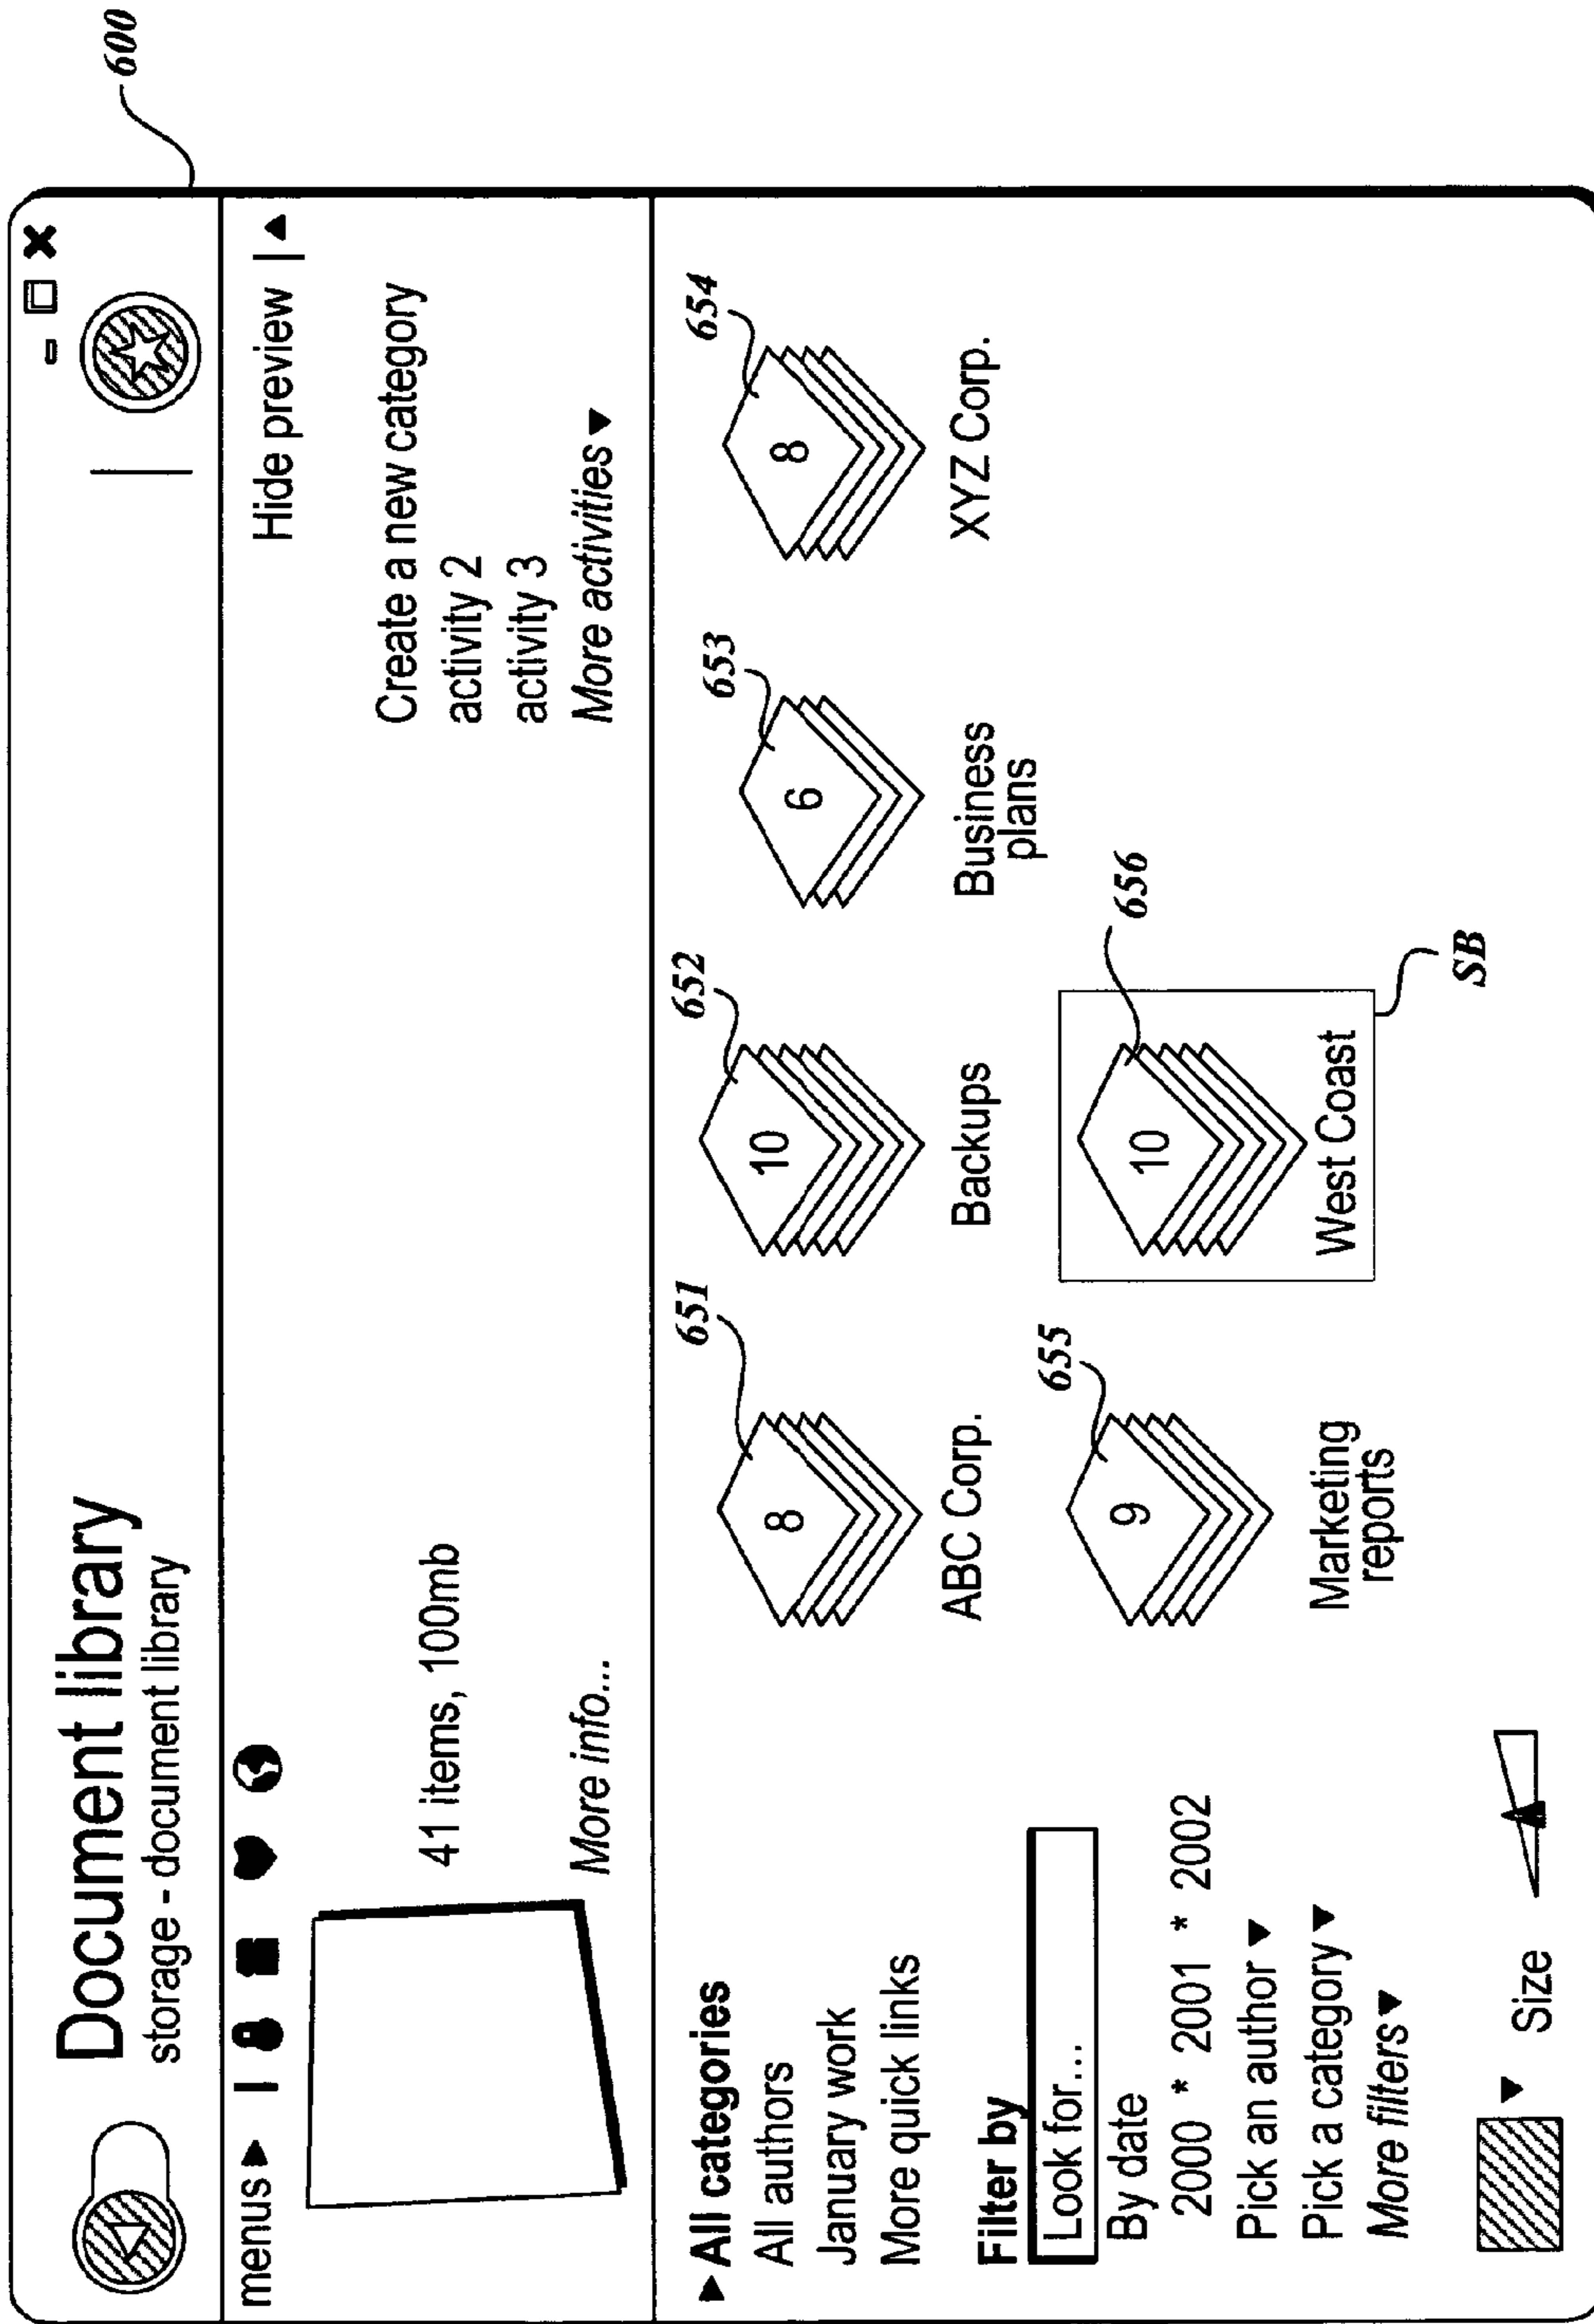 600
Document library
storage - document library
menus
Hide preview
41 items, 100mb
More info...
Create a new category
activity 2
activity 3
More activities
All categories
All authors
January work
More quick links
Filter by
Look for...
By date
2000 * 2001 * 2002
Pick an author
Pick a category
More filters
Size
651
8
ABC Corp.
652
10
Backups
653
6
Business
plans
654
8
XYZ Corp.
655
9
Marketing
reports
656
10
West Coast
SB